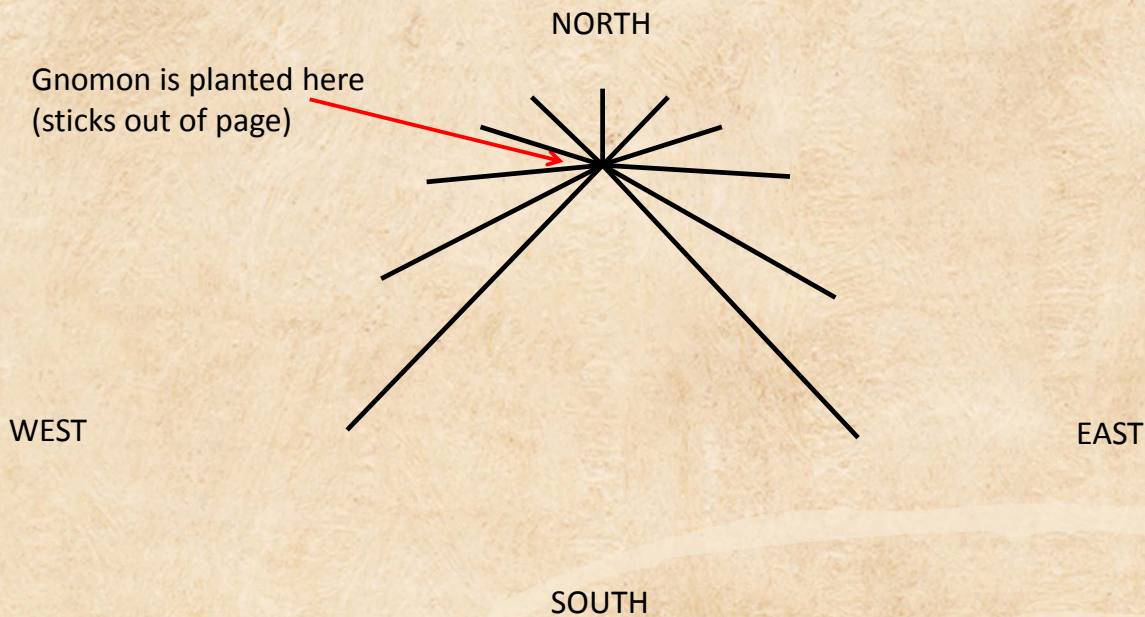 NORTH
Gnomon is planted here
(sticks out of page)
WEST
EAST
SOUTH